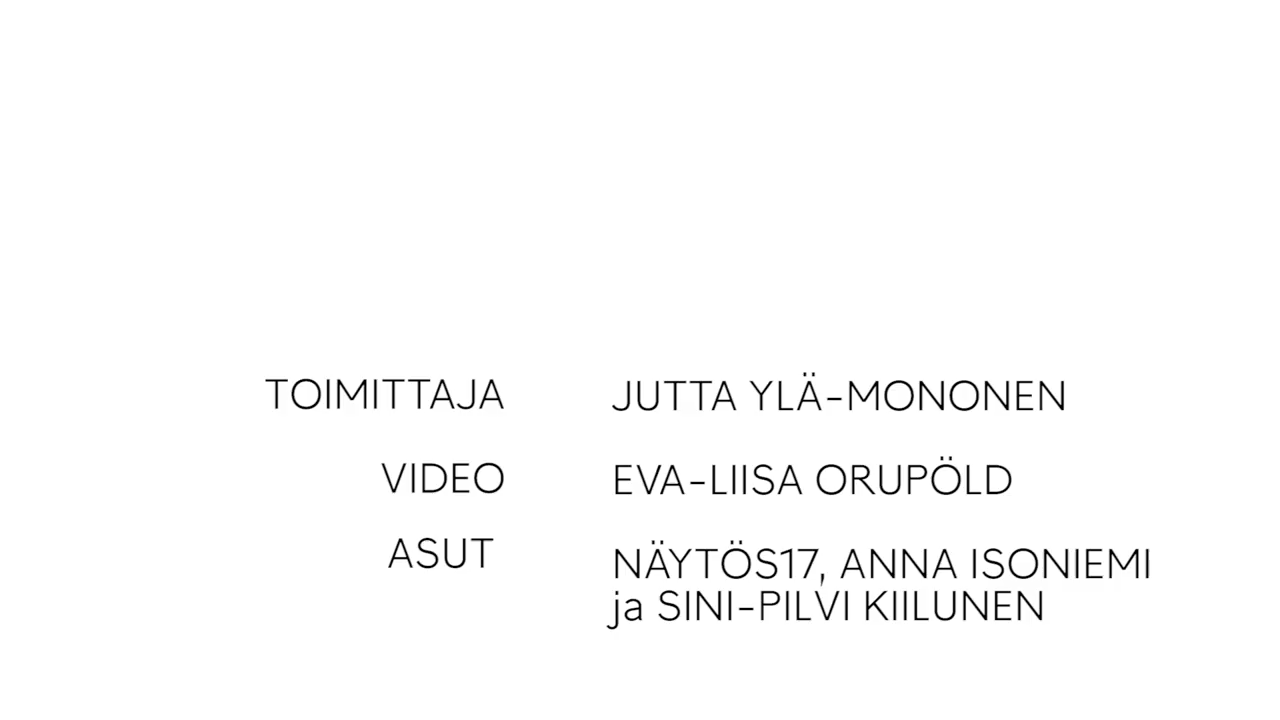 TOIMITTAJA JUTTA YLÄ-MONONEN
VIDEO EVA-LIISA ORUPÖLD
ASUT NÄYTÖS17, ANNA ISONIEMI
ja SINI-PILVI KIILUNEN